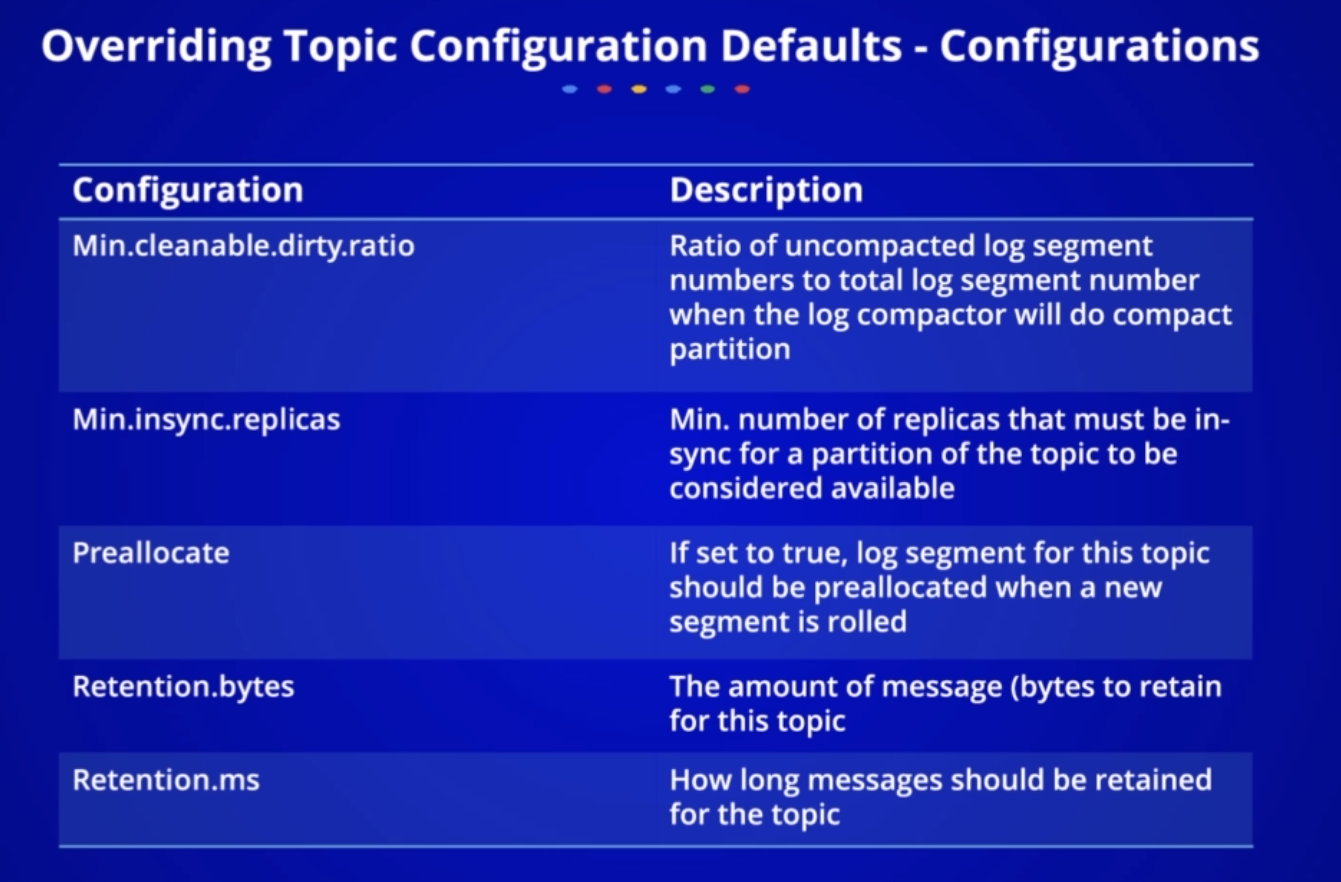 Overriding Topic Configuration Defaults - Configurations
Configuration
Description
Min.cleanable.dirty.ratio
Ratio of uncompacted log segment
numbers to total log segment number
when the log compactor will do compact
partition
Min.insync.replicas
Min. number of replicas that must be in-
sync for a partition of the topic to be
considered available
Preallocate
If set to true, log segment for this topic
should be preallocated when a new
segment is rolled
Retention.bytes
The amount of message (bytes to retain
for this topic
Retention.ms
How long messages should be retained
for the topic